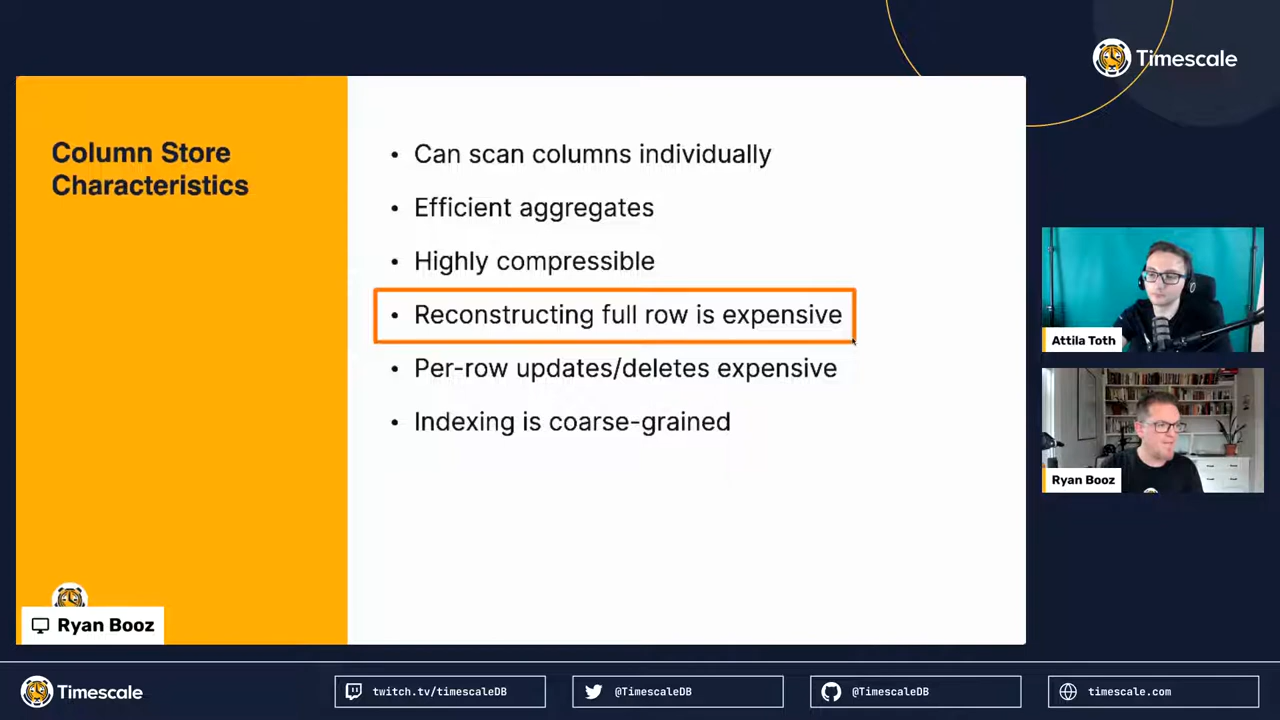 Timescale
Column Store
Characteristics
• Can scan columns individually
• Efficient aggregates
• Highly compressible
• Reconstructing full row is expensive
• Per-row updates/deletes expensive
• Indexing is coarse-grained
Attila Toth
Ryan Booz
Ryan Booz
Timescale
twitch.tv/timescaleDB
@TimescaleDB
@TimescaleDB
timescale.com